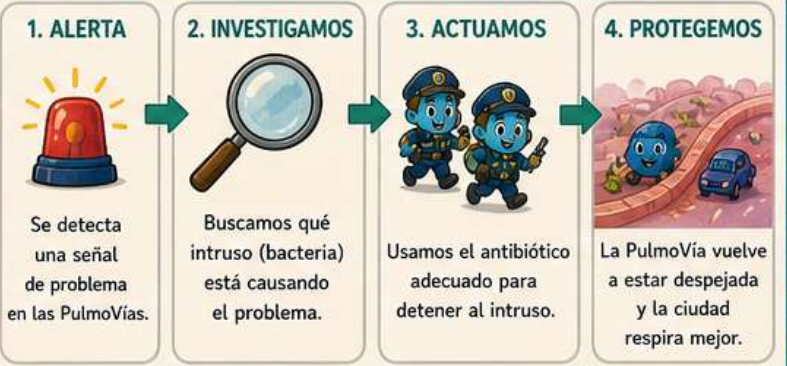 1. ALERTA
Se detecta
una señal
de problema
en las PulmoVías.
2. INVESTIGAMOS
Buscamos qué
intruso (bacteria)
está causando
el problema.
3. ACTUAMOS
Usamos el antibiótico
adecuado para
detener al intruso.
4. PROTEGEMOS
La PulmoVía vuelve
a estar despejada
y la ciudad
respira mejor.